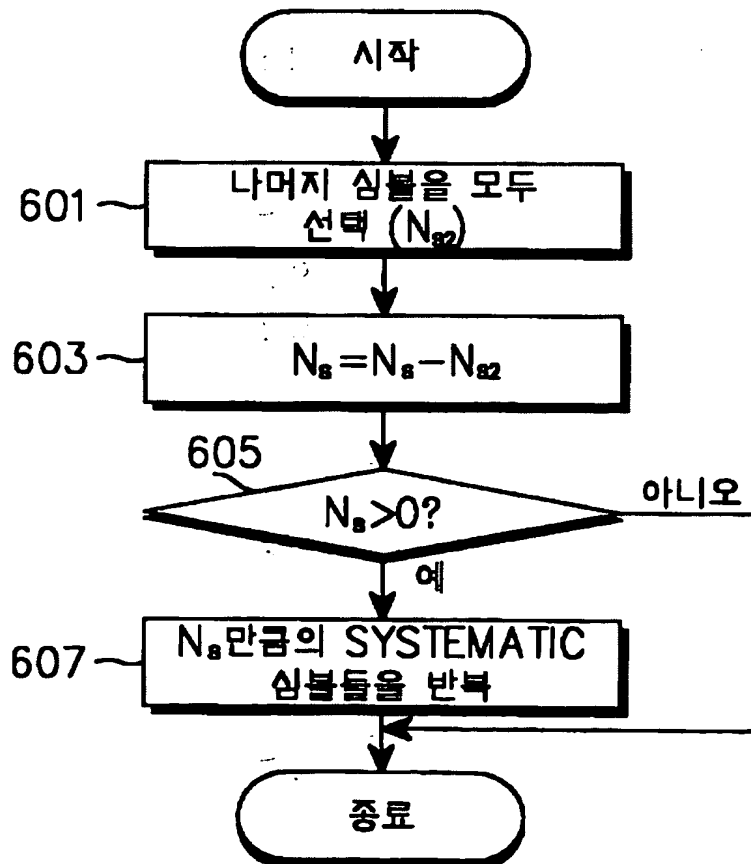 시작
601
나머지 심볼을 모두
선택 (Ns2)
603
Ns=Ns-Ns2
605
Ns>0?
아니오
예
607
Ns만큼의 SYSTEMATIC
심볼들을 반복
종료